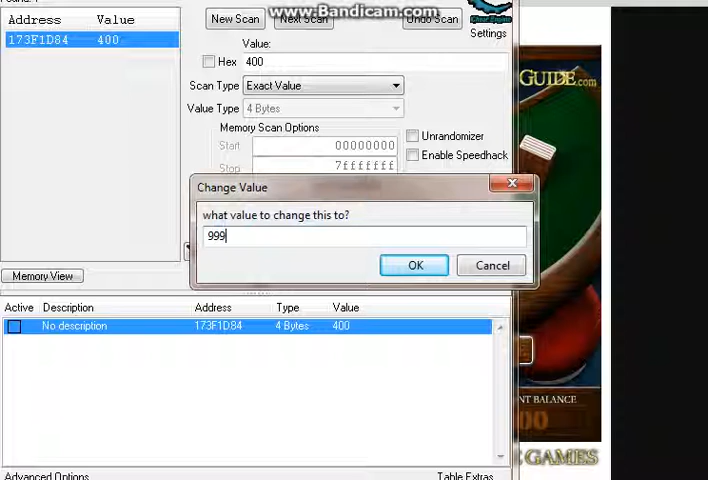 www.Bandicam.com
Address Value
173F1D84 400
New Scan Next Scan Undo Scan
Cheat Engine
Settings
Value:
Hex 400
Scan Type Exact Value
Value Type 4 Bytes
Memory Scan Options
Start 00000000
Stop 7fffffff
Unrandomizer
Enable Speedhack
GUIDE.com
Change Value
what value to change this to?
999
OK Cancel
Memory View
Active Description Address Type Value
No description 173F1D84 4 Bytes 400
NT BALANCE
00
GAMES
Advanced Options Table Extras